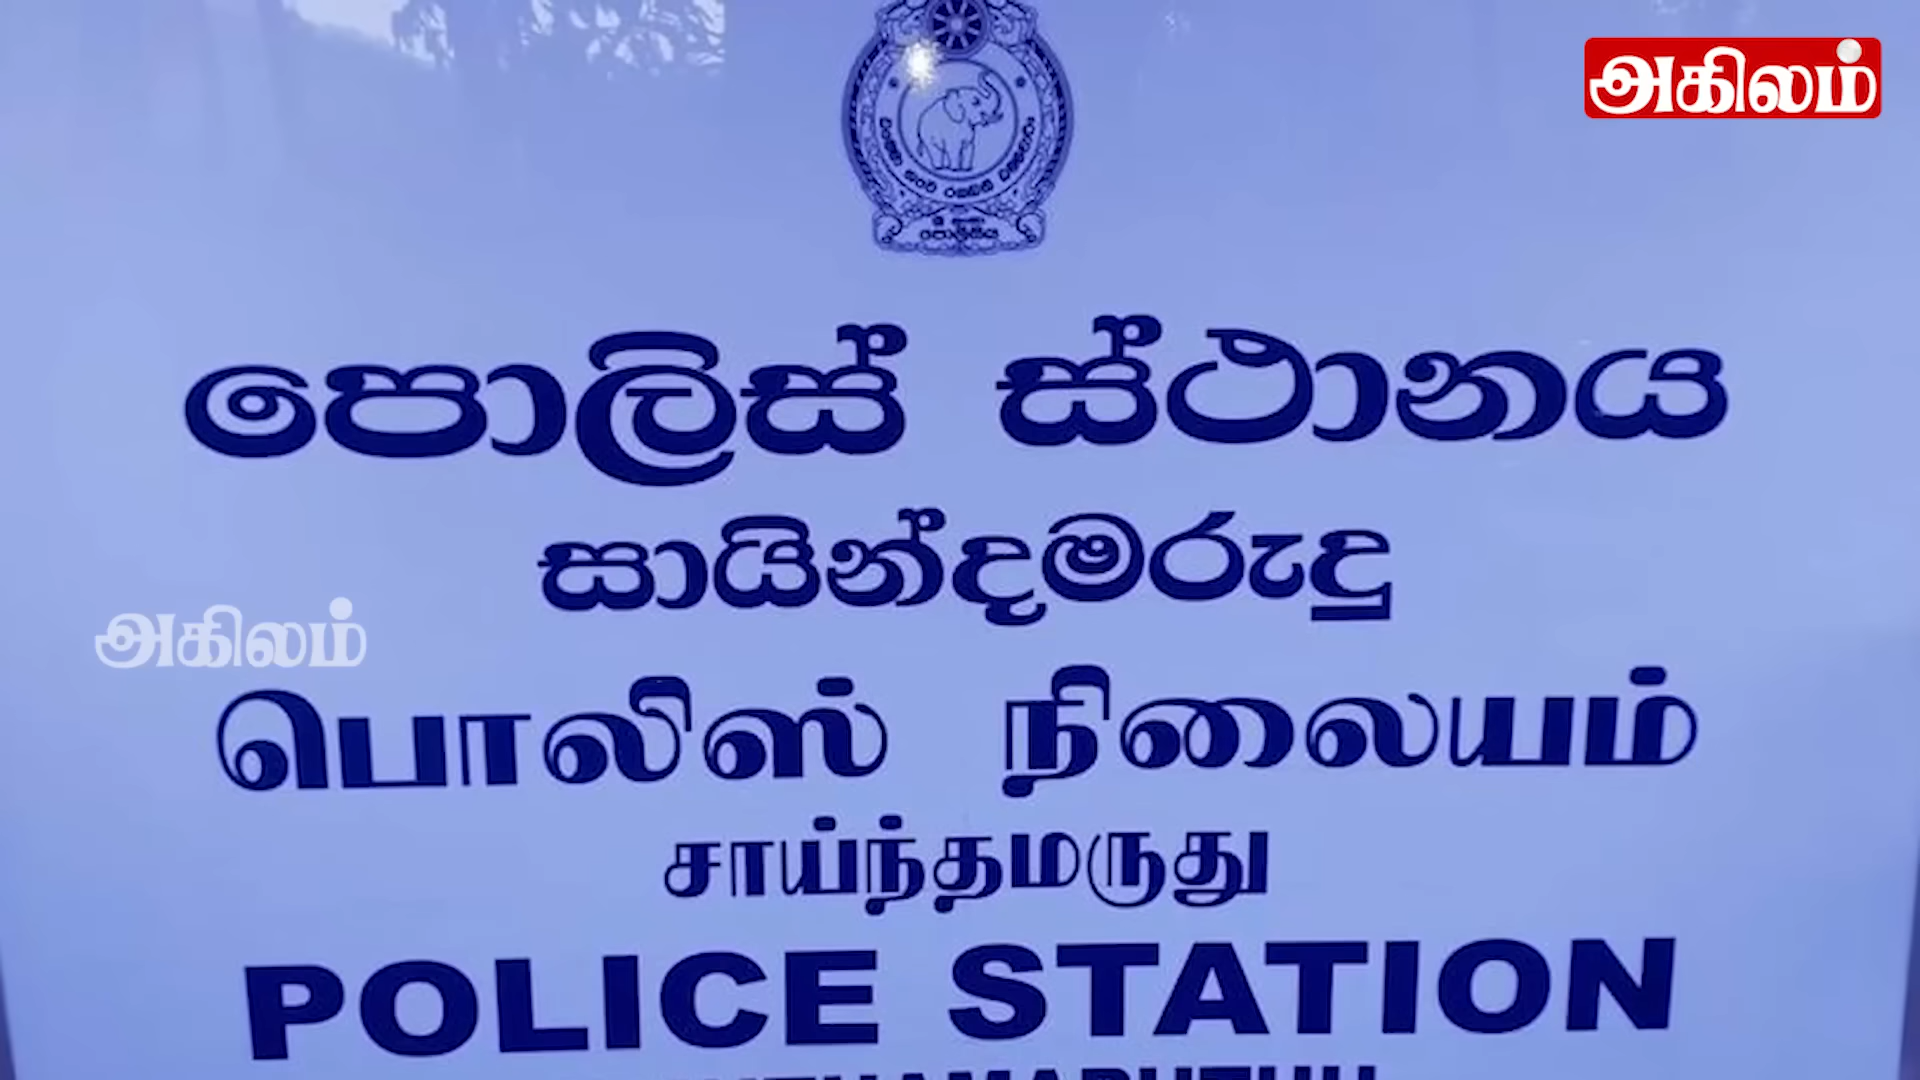 அகிலம்
පොලිසිය
පොලිස් ස්ථානය
සායින්දමරුදු
அகிலம்
பொலிஸ் நிலையம்
சாய்ந்தமருது
POLICE STATION